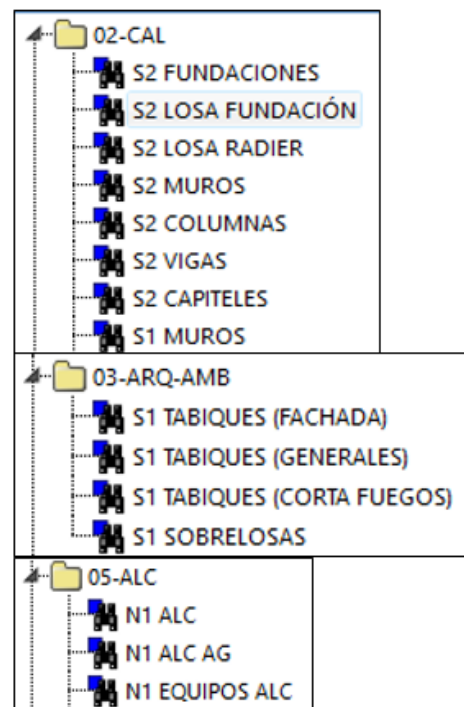 02-CAL
S2 FUNDACIONES
S2 LOSA FUNDACIÓN
S2 LOSA RADIER
S2 MUROS
S2 COLUMNAS
S2 VIGAS
S2 CAPITELES
S1 MUROS
03-ARQ-AMB
S1 TABIQUES (FACHADA)
S1 TABIQUES (GENERALES)
S1 TABIQUES (CORTA FUEGOS)
S1 SOBRELOSAS
05-ALC
N1 ALC
N1 ALC AG
N1 EQUIPOS ALC